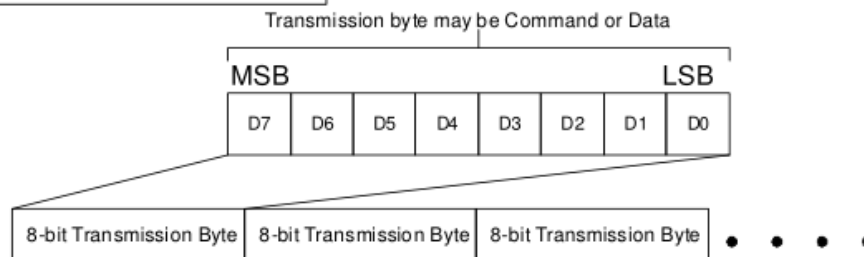 Transmission byte may be Command or Data
MSB LSB
D7 D6 D5 D4 D3 D2 D1 D0
8-bit Transmission Byte 8-bit Transmission Byte 8-bit Transmission Byte